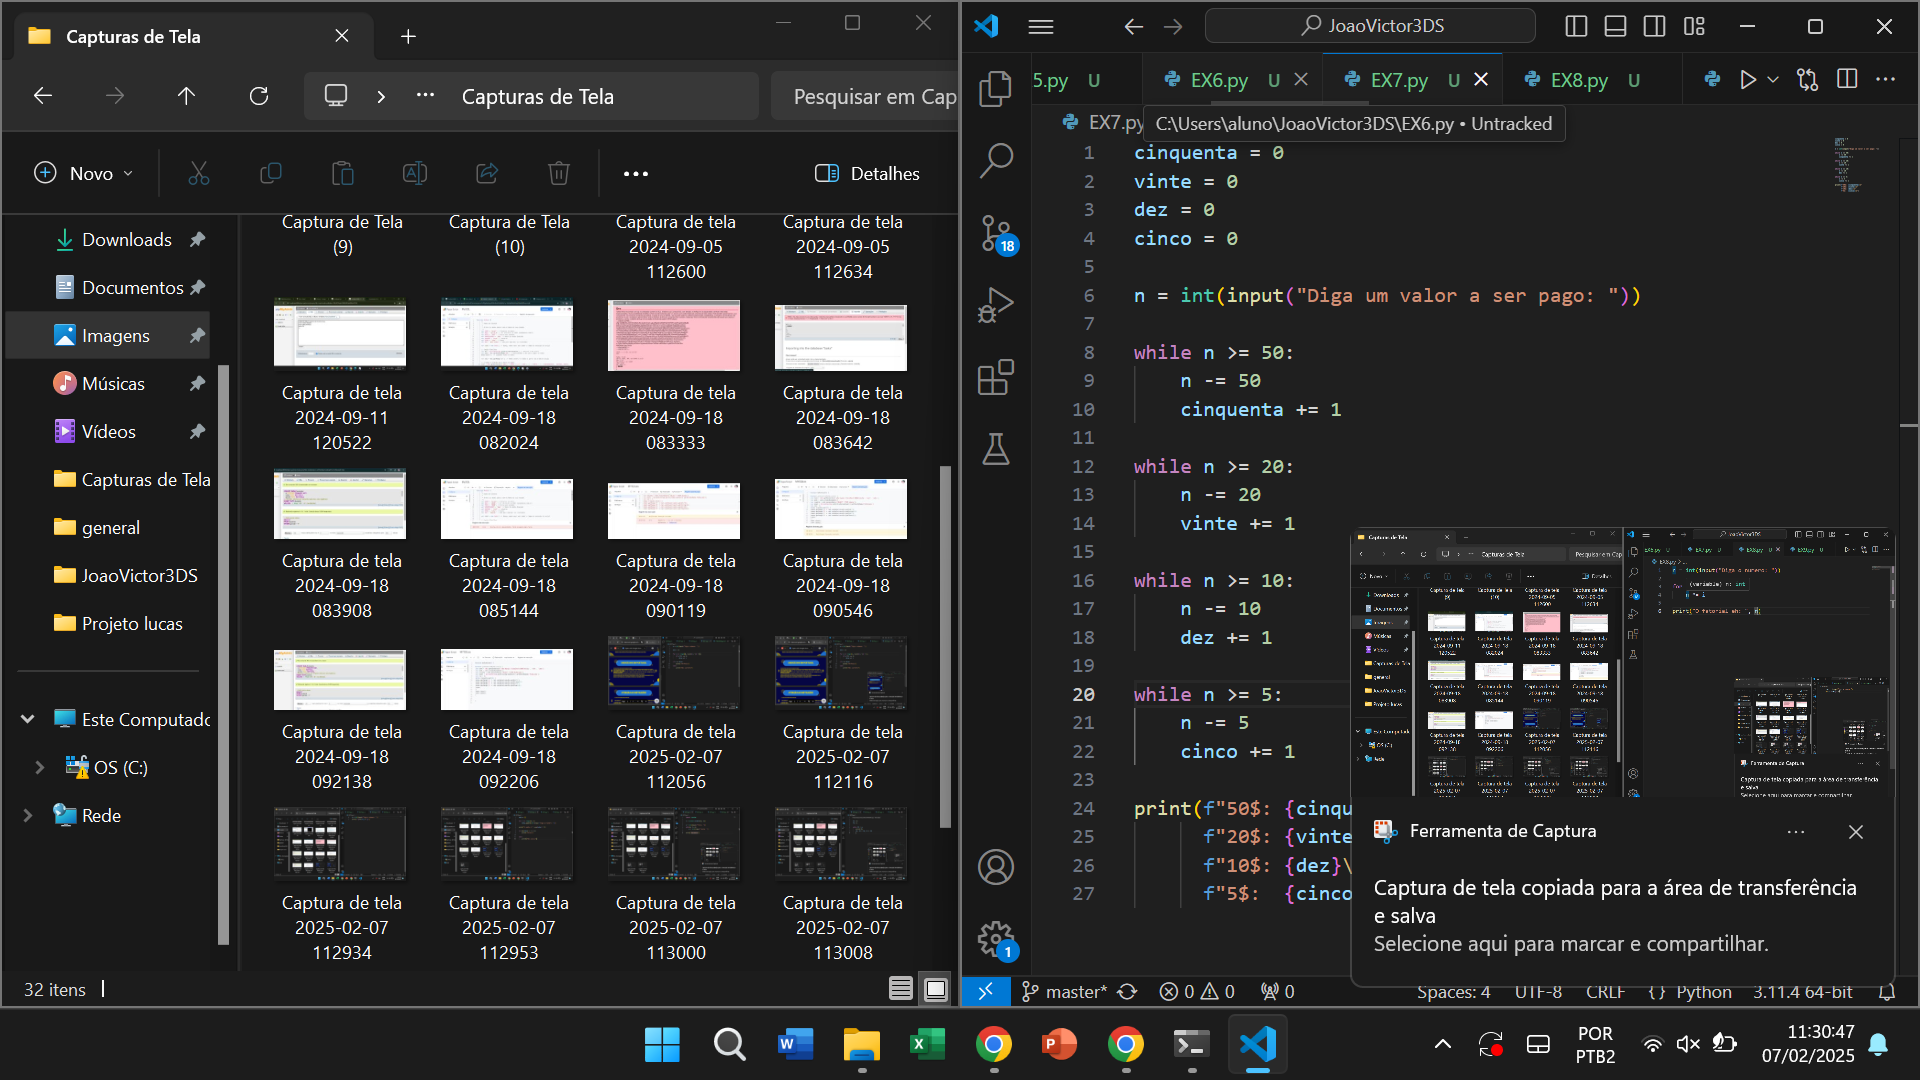 Capturas de Tela
Capturas de Tela
Pesquisar em Cap
Novo
Detalhes
Downloads
Documentos
Imagens
Músicas
Vídeos
Capturas de Tela
general
JoaoVictor3DS
Projeto lucas
Este Computado
OS (C:)
Rede
Captura de Tela
(9)
Captura de Tela
(10)
Captura de tela
2024-09-05
112600
Captura de tela
2024-09-05
112634
Captura de tela
2024-09-11
120522
Captura de tela
2024-09-18
082024
Captura de tela
2024-09-18
083333
Captura de tela
2024-09-18
083642
Captura de tela
2024-09-18
083908
Captura de tela
2024-09-18
085144
Captura de tela
2024-09-18
090119
Captura de tela
2024-09-18
090546
Captura de tela
2024-09-18
092138
Captura de tela
2024-09-18
092206
Captura de tela
2025-02-07
112056
Captura de tela
2025-02-07
112116
Captura de tela
2025-02-07
112934
Captura de tela
2025-02-07
112953
Captura de tela
2025-02-07
113000
Captura de tela
2025-02-07
113008
32 itens
JoaoVictor3DS
5.py U
EX6.py U
EX7.py U
EX8.py U
EX7.py
C:\Users\aluno\JoaoVictor3DS\EX6.py • Untracked
18
1
1 cinquenta = 0
2 vinte = 0
3 dez = 0
4 cinco = 0
5
6 n = int(input("Diga um valor a ser pago: "))
7
8 while n >= 50:
9 n -= 50
10 cinquenta += 1
11
12 while n >= 20:
13 n -= 20
14 vinte += 1
15
16 while n >= 10:
17 n -= 10
18 dez += 1
19
20 while n >= 5:
21 n -= 5
22 cinco += 1
23
24 print(f"50$: {cinqu
25 f"20$: {vinte
26 f"10$: {dez}\
27 f"5$: {cinco
Ferramenta de Captura
Captura de tela copiada para a área de transferência
e salva
Selecione aqui para marcar e compartilhar.
master* 0 0 0
Spaces: 4 UTF-8 CRLF {} Python 3.11.4 64-bit
POR
PTB2
11:30:47
07/02/2025